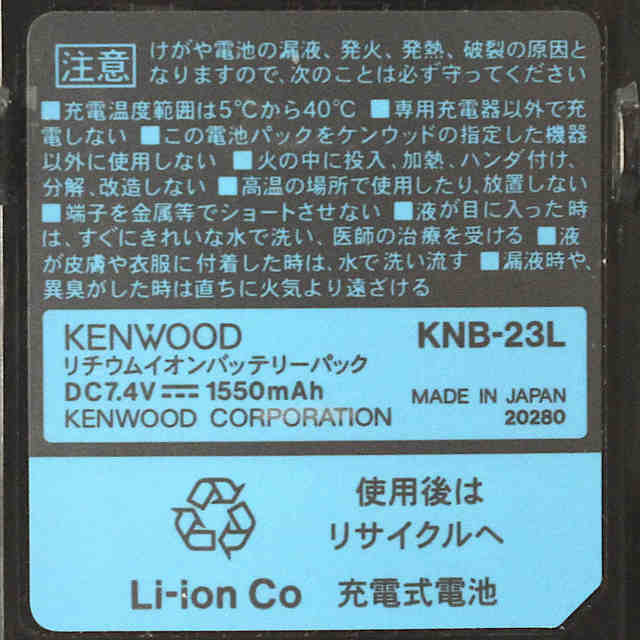 注意
けがや電池の漏液、発火、発熱、破裂の原因と
なりますので、次のことは必ず守ってください
■充電温度範囲は5℃から40℃ ■専用充電器以外で充
電しない ■この電池パックをケンウッドの指定した機器
以外に使用しない ■火の中に投入、加熱、ハンダ付け、
分解、改造しない ■高温の場所で使用したり、放置しない
■端子を金属等でショートさせない ■液が目に入った時
は、すぐにきれいな水で洗い、医師の治療を受ける ■液
が皮膚や衣服に付着した時は、水で洗い流す ■漏液時や、
異臭がした時は直ちに火気より遠ざける
KENWOOD KNB-23L
リチウムイオンバッテリーパック
DC7.4V ⎓ 1550mAh MADE IN JAPAN
KENWOOD CORPORATION 20280
使用後は
リサイクルへ
Li-ion Co 充電式電池